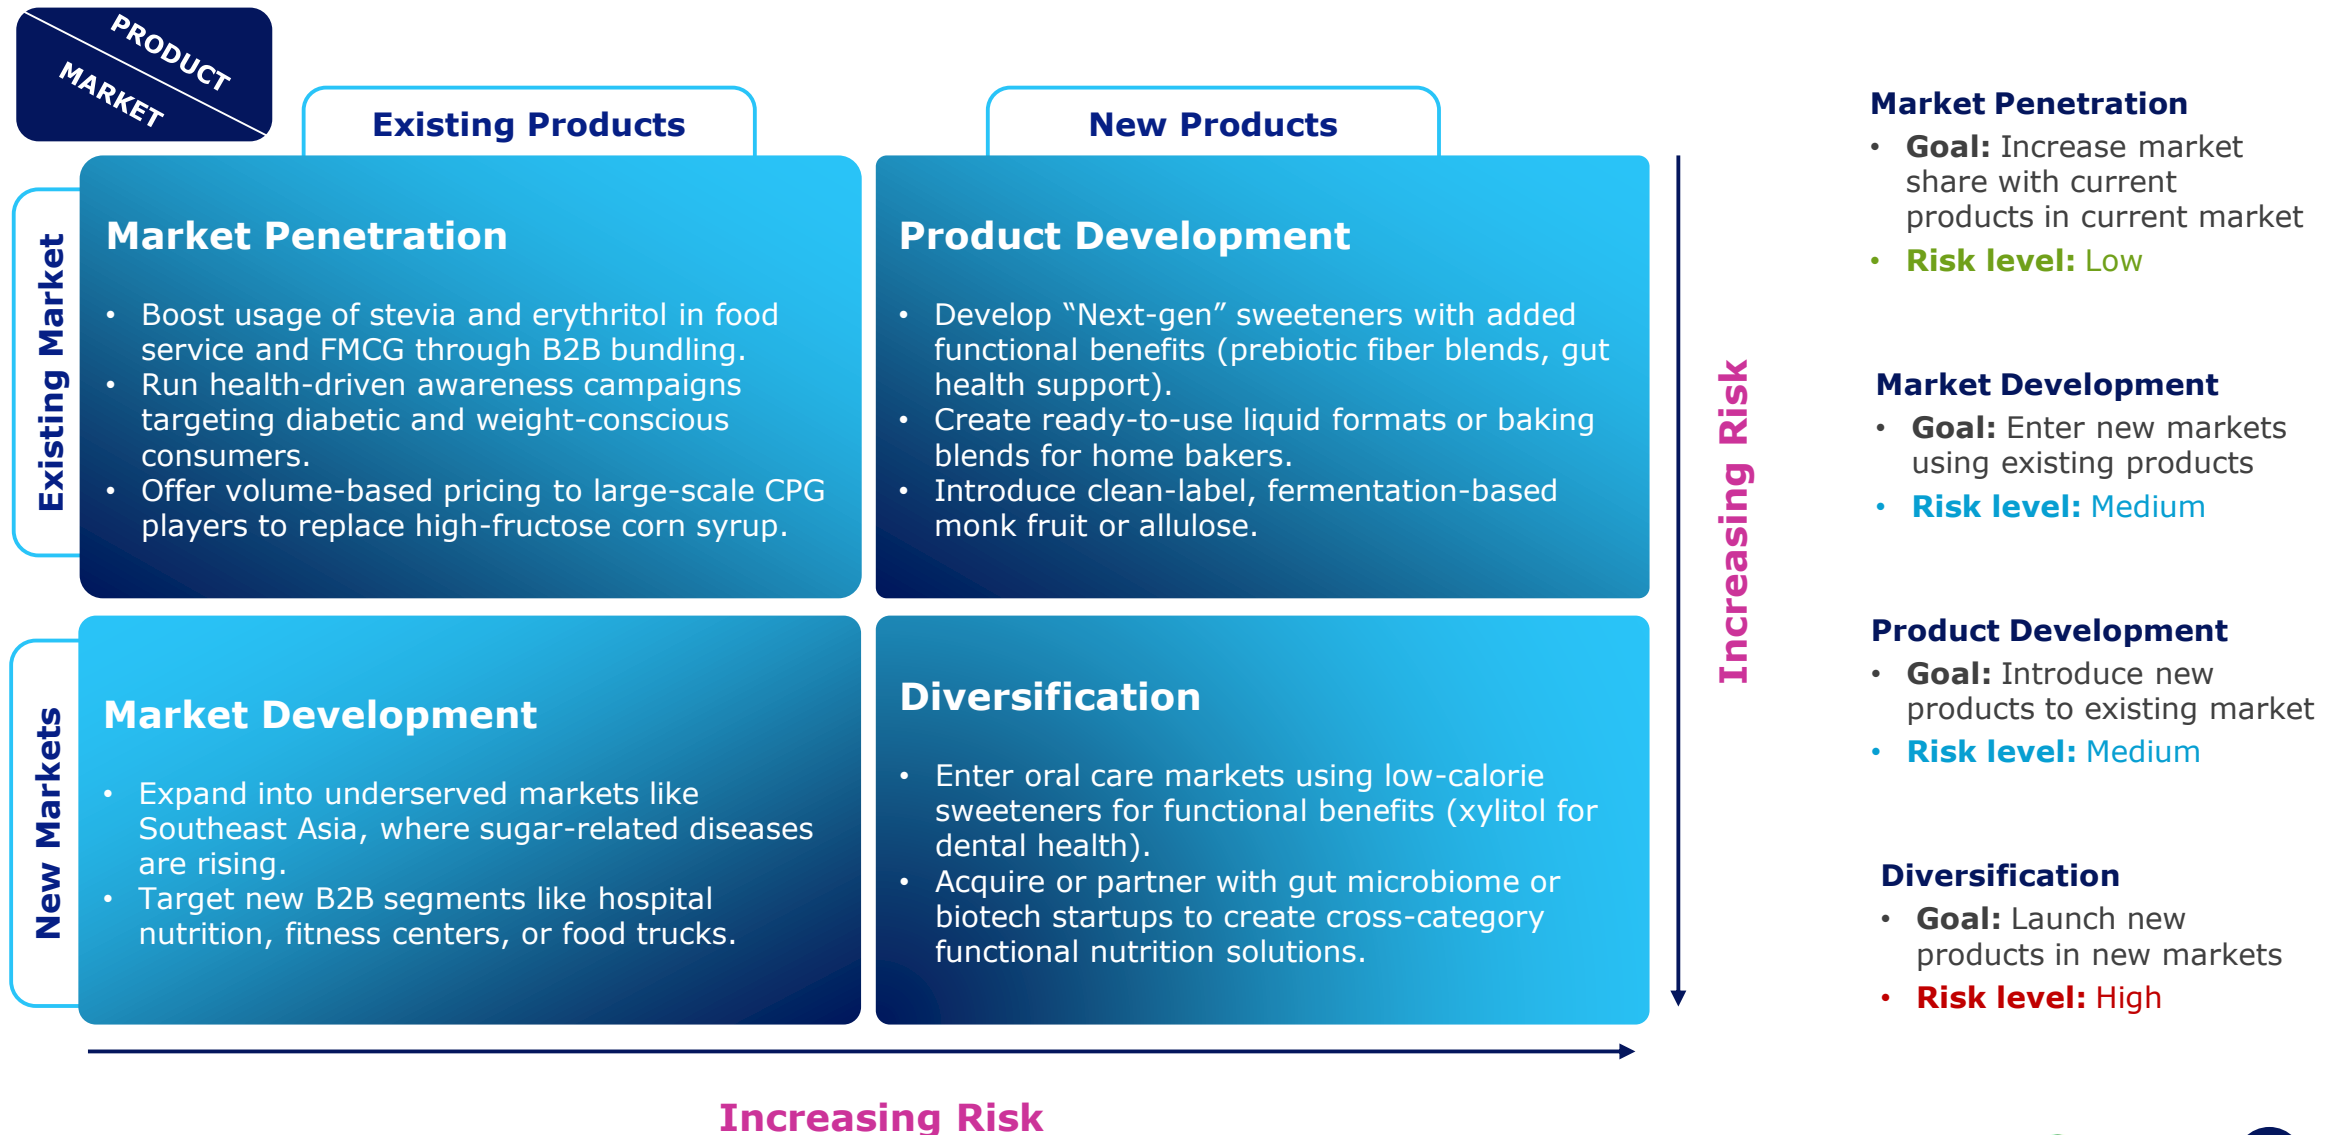 PRODUCT
MARKET
Existing Products
New Products
Existing Market
Market Penetration
• Boost usage of stevia and erythritol in food
service and FMCG through B2B bundling.
• Run health-driven awareness campaigns
targeting diabetic and weight-conscious
consumers.
• Offer volume-based pricing to large-scale CPG
players to replace high-fructose corn syrup.
Product Development
• Develop “Next-gen” sweeteners with added
functional benefits (prebiotic fiber blends, gut
health support).
• Create ready-to-use liquid formats or baking
blends for home bakers.
• Introduce clean-label, fermentation-based
monk fruit or allulose.
New Markets
Market Development
• Expand into underserved markets like
Southeast Asia, where sugar-related diseases
are rising.
• Target new B2B segments like hospital
nutrition, fitness centers, or food trucks.
Diversification
• Enter oral care markets using low-calorie
sweeteners for functional benefits (xylitol for
dental health).
• Acquire or partner with gut microbiome or
biotech startups to create cross-category
functional nutrition solutions.
Increasing Risk
Increasing Risk
Market Penetration
• Goal: Increase market
share with current
products in current market
• Risk level: Low
Market Development
• Goal: Enter new markets
using existing products
• Risk level: Medium
Product Development
• Goal: Introduce new
products to existing market
• Risk level: Medium
Diversification
• Goal: Launch new
products in new markets
• Risk level: High